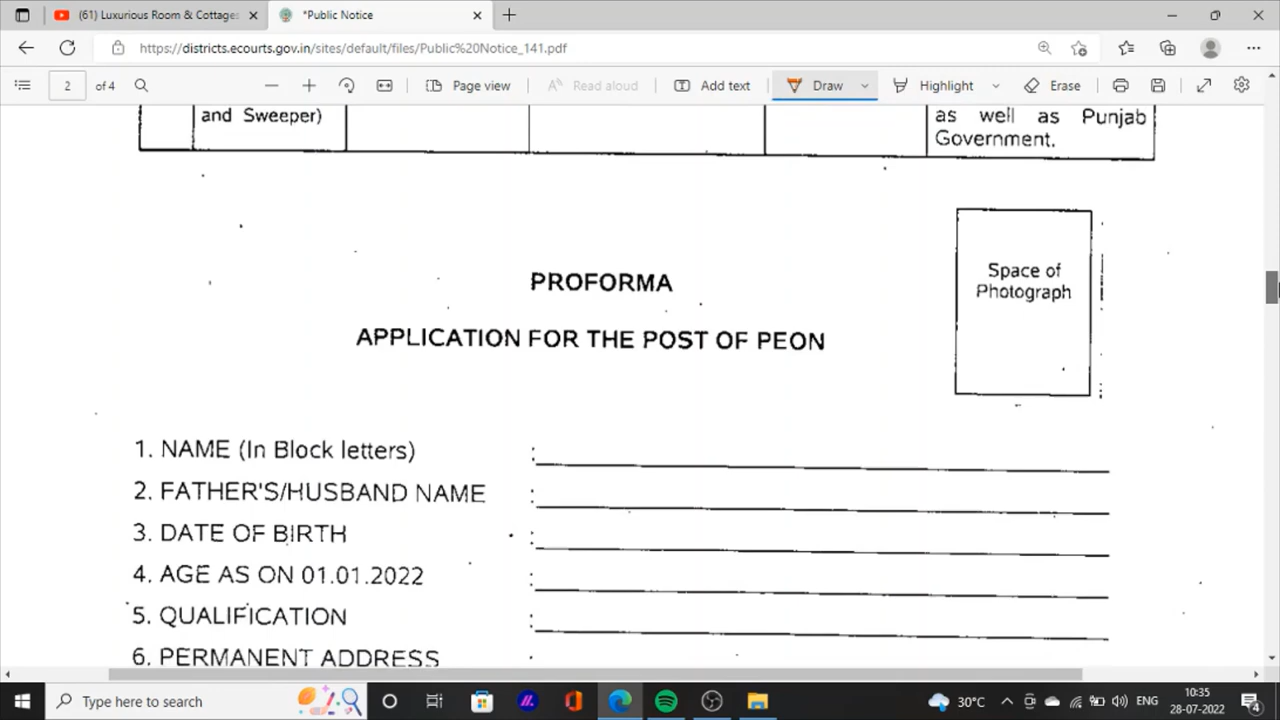 (61) Luxurious Room & Cottages
*Public Notice
https://districts.ecourts.gov.in/sites/default/files/Public%20Notice_141.pdf
2 of 4
Page view
Read aloud
Add text
Draw
Highlight
Erase
and Sweeper)
as well as Punjab
Government.
Space of
Photograph
PROFORMA
APPLICATION FOR THE POST OF PEON
1. NAME (In Block letters) :
2. FATHER'S/HUSBAND NAME :
3. DATE OF BIRTH :
4. AGE AS ON 01.01.2022 :
5. QUALIFICATION :
6. PERMANENT ADDRESS
Type here to search
30°C
ENG
10:35
28-07-2022
4